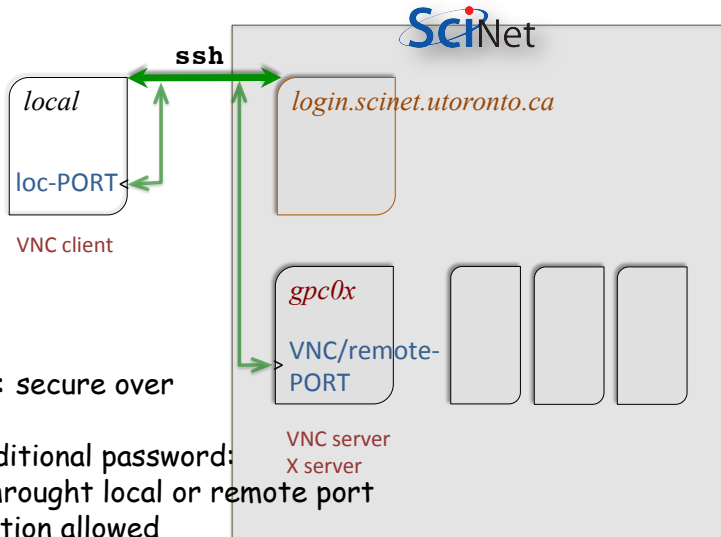 SciNet
ssh
local
login.scinet.utoronto.ca
loc-PORT
VNC client
gpc0x
VNC/remote-
PORT
: secure over
VNC server
ditional password:
X server
hrought local or remote port
tion allowed